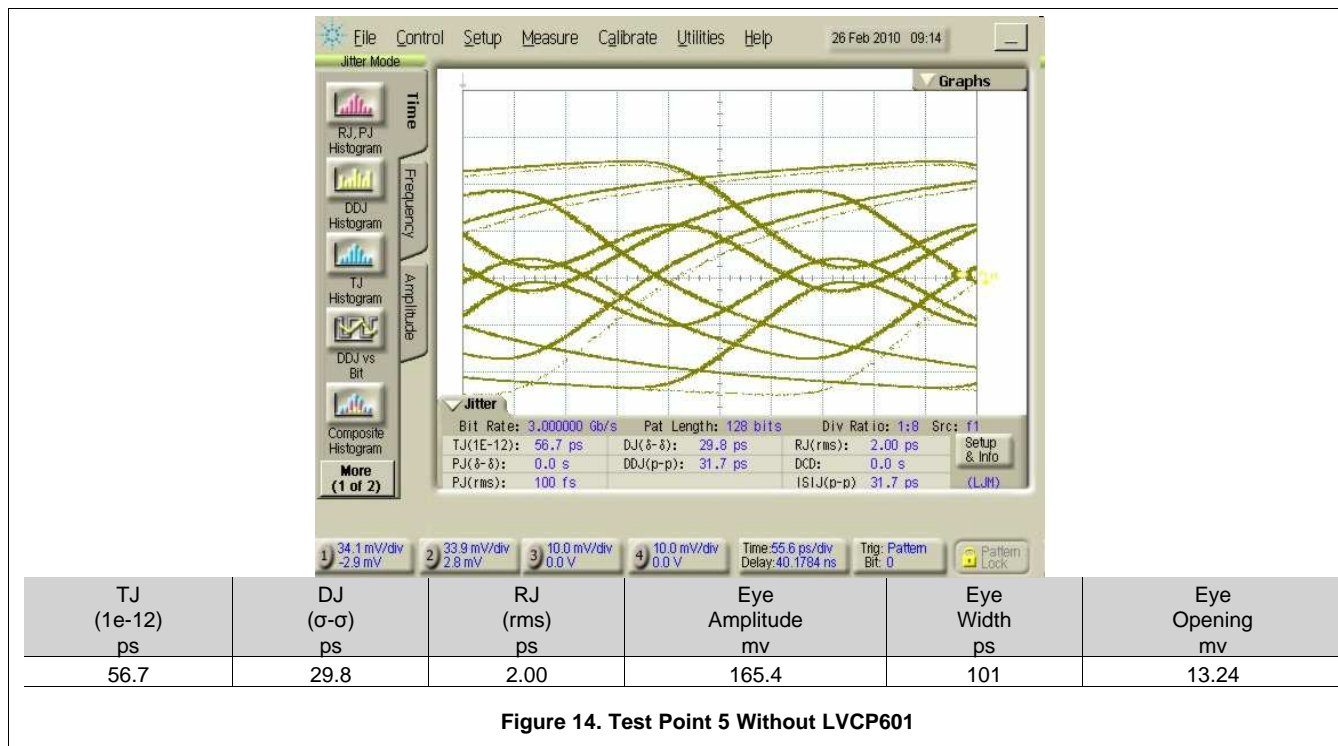 File Control Setup Measure Calibrate Utilities Help 26 Feb 2010 09:14
Jitter Mode
Graphs
Time
Frequency
Amplitude
RJ, PJ
Histogram
DDJ
Histogram
TJ
Histogram
DDJ vs
Bit
Composite
Histogram
More
(1 of 2)
Jitter
Bit Rate: 3.000000 Gb/s Pat Length: 128 bits Div Ratio: 1:8 Src: f1
TJ(1E-12): 56.7 ps DJ(δ-δ): 29.8 ps RJ(rms): 2.00 ps
PJ(δ-δ): 0.0 s DDJ(p-p): 31.7 ps DCD: 0.0 s
PJ(rms): 100 fs ISIJ(p-p) 31.7 ps
Setup
& Info
(LJM)
1) 34.1 mV/div
-2.9 mV
2) 33.9 mV/div
2.8 mV
3) 10.0 mV/div
0.0 V
4) 10.0 mV/div
0.0 V
Time:55.6 ps/div
Delay:40.1784 ns
Trig: Pattern
Bit: 0
Pattern
Lock
TJ
(1e-12)
ps
DJ
(σ-σ)
ps
RJ
(rms)
ps
Eye
Amplitude
mv
Eye
Width
ps
Eye
Opening
mv
56.7 29.8 2.00 165.4 101 13.24
Figure 14. Test Point 5 Without LVCP601